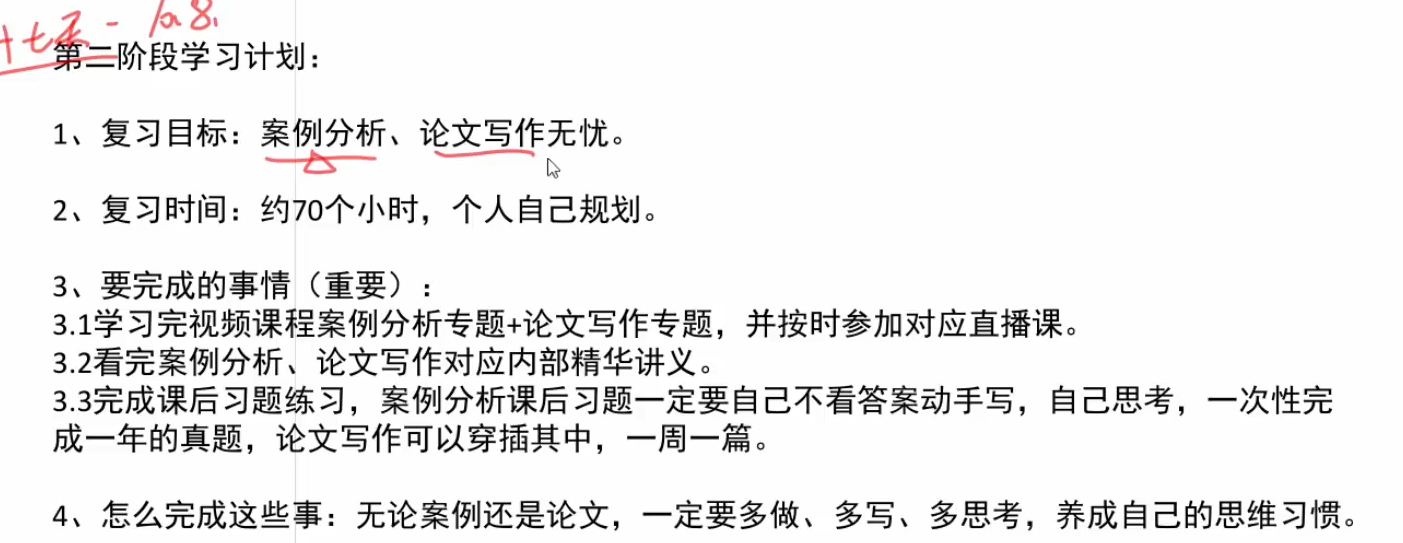 第二阶段学习计划：
1、复习目标：案例分析、论文写作无忧。
2、复习时间：约70个小时，个人自己规划。
3、要完成的事情（重要）：
3.1学习完视频课程案例分析专题+论文写作专题，并按时参加对应直播课。
3.2看完案例分析、论文写作对应内部精华讲义。
3.3完成课后习题练习，案例分析课后习题一定要自己不看答案动手写，自己思考，一次性完
成一年的真题，论文写作可以穿插其中，一周一篇。
4、怎么完成这些事：无论案例还是论文，一定要多做、多写、多思考，养成自己的思维习惯。